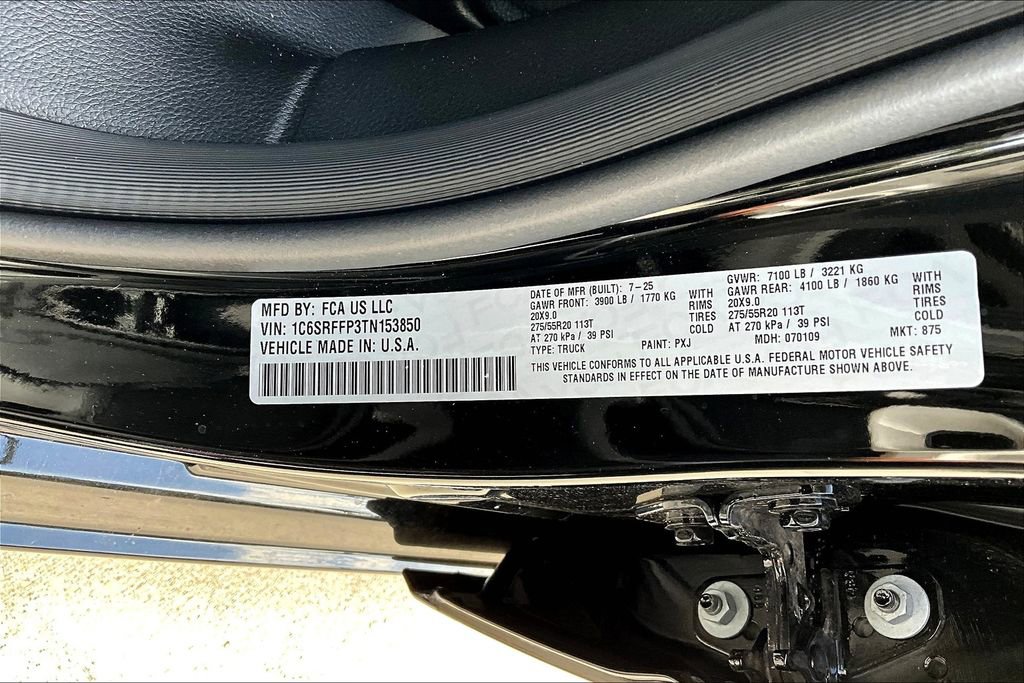 MFD BY: FCA US LLC
VIN: 1C6SRFFP3TN153850
VEHICLE MADE IN: U.S.A.
DATE OF MFR (BUILT): 7-25
GAWR FRONT: 3900 LB / 1770 KG WITH
20X9.0 RIMS
275/55R20 113T TIRES
AT 270 kPa / 39 PSI COLD
TYPE: TRUCK PAINT: PXJ
GVWR: 7100 LB / 3221 KG
GAWR REAR: 4100 LB / 1860 KG WITH
20X9.0 RIMS
275/55R20 113T TIRES
AT 270 kPa / 39 PSI COLD
MDH: 070109 MKT: 875
THIS VEHICLE CONFORMS TO ALL APPLICABLE U.S.A. FEDERAL MOTOR VEHICLE SAFETY
STANDARDS IN EFFECT ON THE DATE OF MANUFACTURE SHOWN ABOVE.